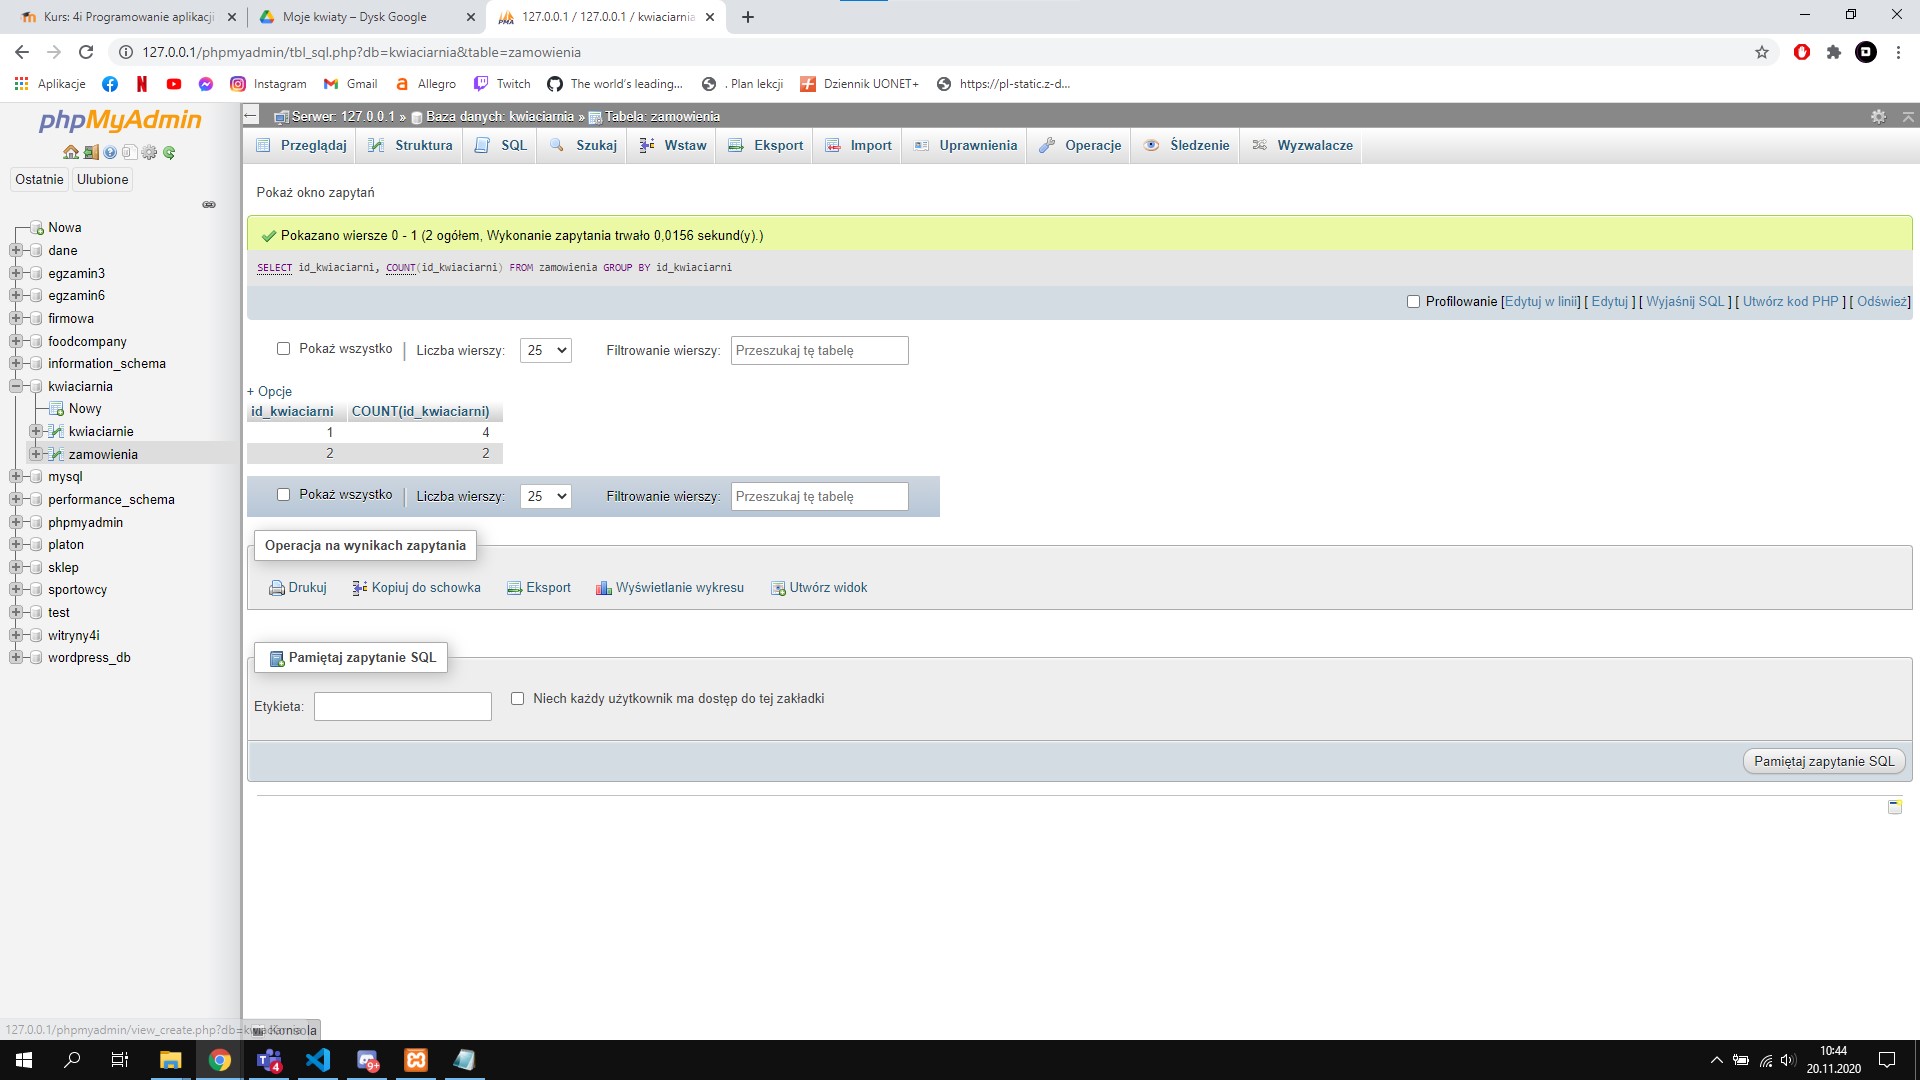 Kurs: 4i Programowanie aplikacji
Moje kwiaty – Dysk Google
127.0.0.1 / 127.0.0.1 / kwiaciarnia
127.0.0.1/phpmyadmin/tbl_sql.php?db=kwiaciarnia&table=zamowienia
Aplikacje
Instagram
Gmail
Allegro
Twitch
The world's leading...
. Plan lekcji
Dziennik UONET+
https://pl-static.z-d...
phpMyAdmin
Ostatnie
Ulubione
Nowa
dane
egzamin3
egzamin6
firmowa
foodcompany
information_schema
kwiaciarnia
Nowy
kwiaciarnie
zamowienia
mysql
performance_schema
phpmyadmin
platon
sklep
sportowcy
test
witryny4i
wordpress_db
Serwer: 127.0.0.1 » Baza danych: kwiaciarnia » Tabela: zamowienia
Przeglądaj
Struktura
SQL
Szukaj
Wstaw
Eksport
Import
Uprawnienia
Operacje
Śledzenie
Wyzwalacze
Pokaż okno zapytań
Pokazano wiersze 0 - 1 (2 ogółem, Wykonanie zapytania trwało 0,0156 sekund(y).)
SELECT id_kwiaciarni, COUNT(id_kwiaciarni) FROM zamowienia GROUP BY id_kwiaciarni
Profilowanie [Edytuj w linii] [ Edytuj ] [ Wyjaśnij SQL ] [ Utwórz kod PHP ] [ Odśwież]
Pokaż wszystko | Liczba wierszy: 25 Filtrowanie wierszy: Przeszukaj tę tabelę
+ Opcje
id_kwiaciarni COUNT(id_kwiaciarni)
1 4
2 2
Pokaż wszystko | Liczba wierszy: 25 Filtrowanie wierszy: Przeszukaj tę tabelę
Operacja na wynikach zapytania
Drukuj Kopiuj do schowka Eksport Wyświetlanie wykresu Utwórz widok
Pamiętaj zapytanie SQL
Etykieta: Niech każdy użytkownik ma dostęp do tej zakładki
Pamiętaj zapytanie SQL
127.0.0.1/phpmyadmin/view_create.php?db=
Konsola
4
9+
10:44
20.11.2020